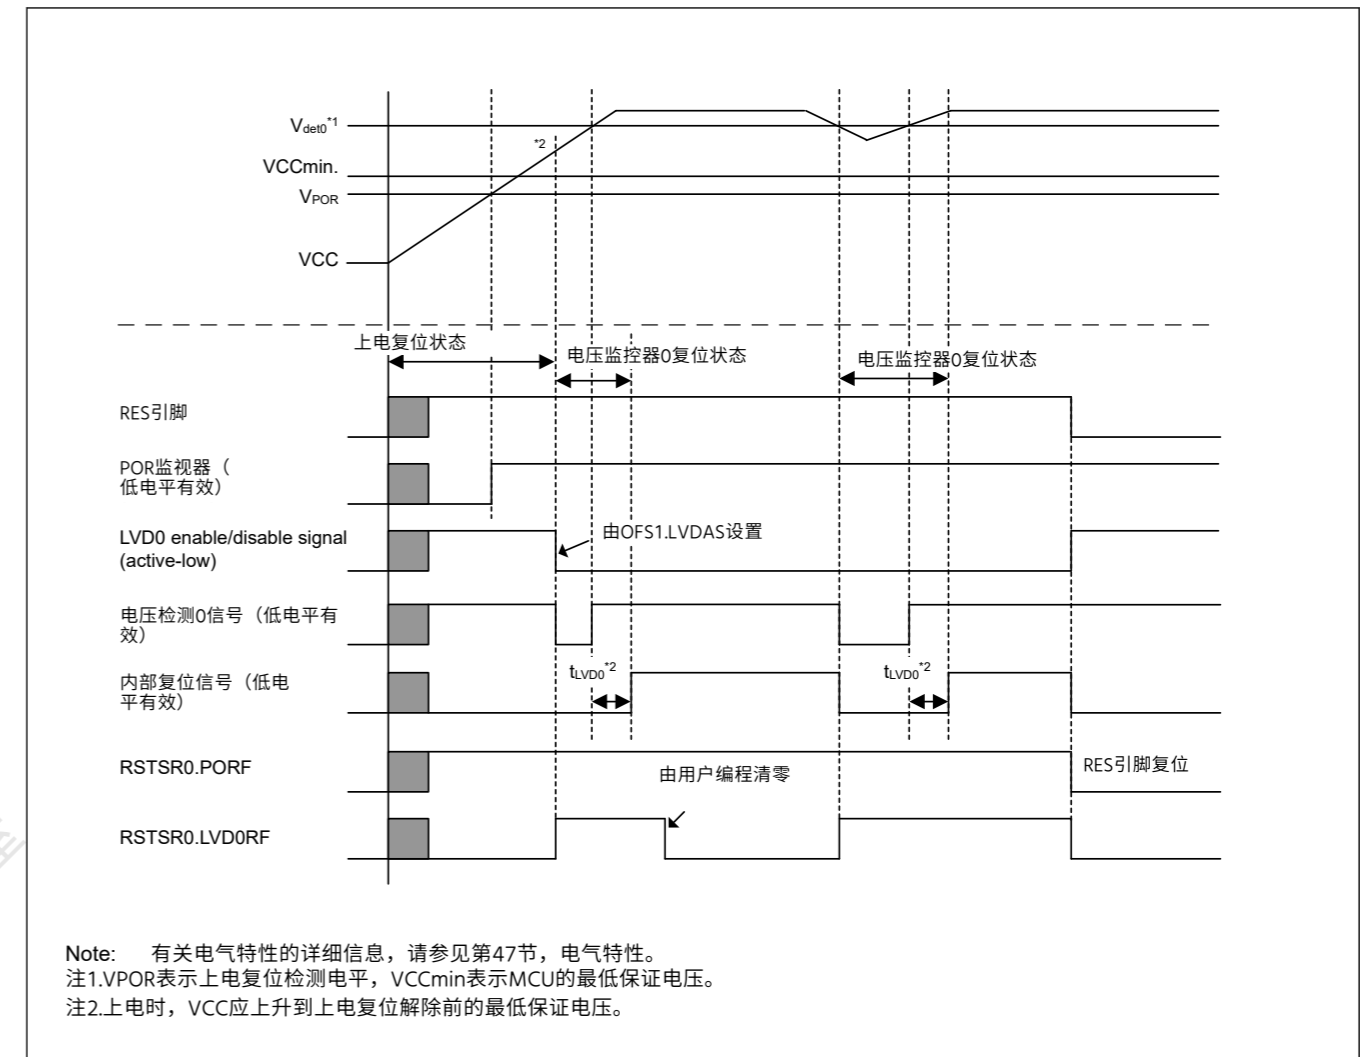 Vdet0*1
*2
VCCmin.
VPOR
VCC
上电复位状态
电压监控器0复位状态
电压监控器0复位状态
RES引脚
POR监视器（
低电平有效）
LVD0 enable/disable signal
(active-low)
由OFS1.LVDAS设置
电压检测0信号（低电平有
效）
tLVD0*2
tLVD0*2
内部复位信号（低电
平有效）
RSTSR0.PORF
由用户编程清零
RES引脚复位
RSTSR0.LVD0RF
Note: 有关电气特性的详细信息，请参见第47节，电气特性。
注1.VPOR表示上电复位检测电平，VCCmin表示MCU的最低保证电压。
注2.上电时，VCC应上升到上电复位解除前的最低保证电压。